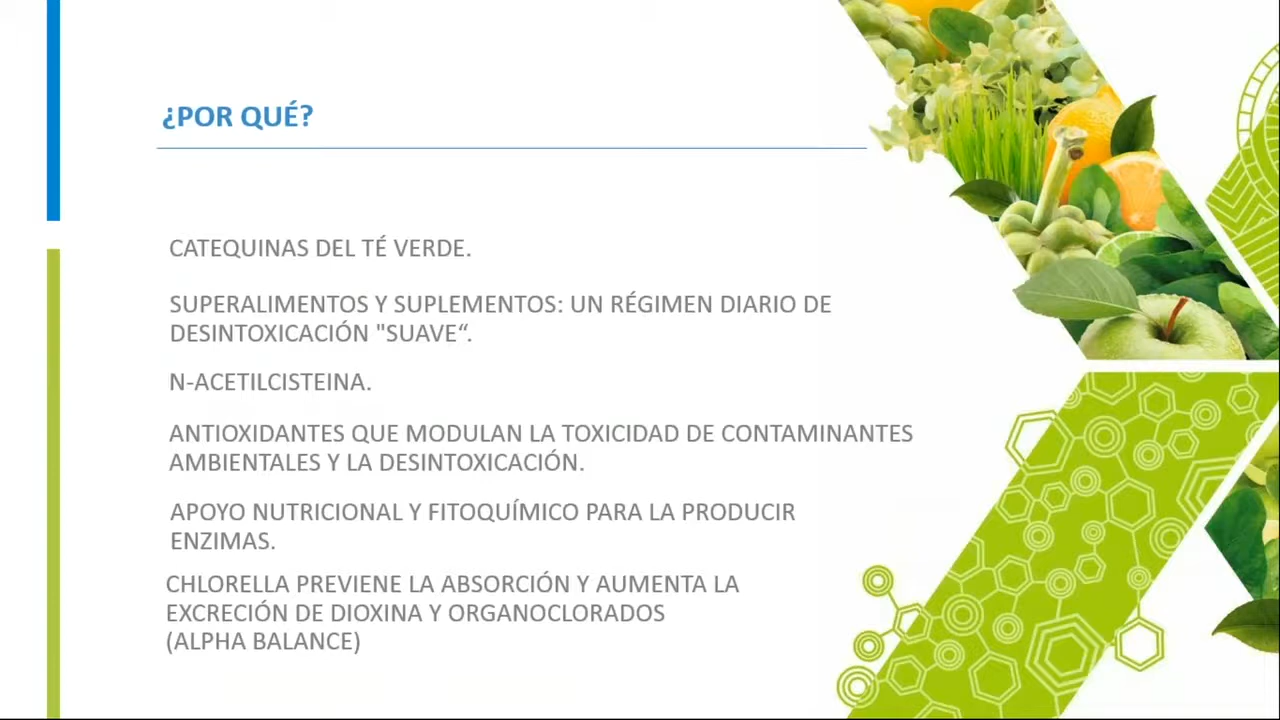 ¿POR QUÉ?
CATEQUINAS DEL TÉ VERDE.
SUPERALIMENTOS Y SUPLEMENTOS: UN RÉGIMEN DIARIO DE
DESINTOXICACIÓN "SUAVE“.
N-ACETILCISTEINA.
ANTIOXIDANTES QUE MODULAN LA TOXICIDAD DE CONTAMINANTES
AMBIENTALES Y LA DESINTOXICACIÓN.
APOYO NUTRICIONAL Y FITOQUÍMICO PARA LA PRODUCIR
ENZIMAS.
CHLORELLA PREVIENE LA ABSORCIÓN Y AUMENTA LA
EXCRECIÓN DE DIOXINA Y ORGANOCLORADOS
(ALPHA BALANCE)